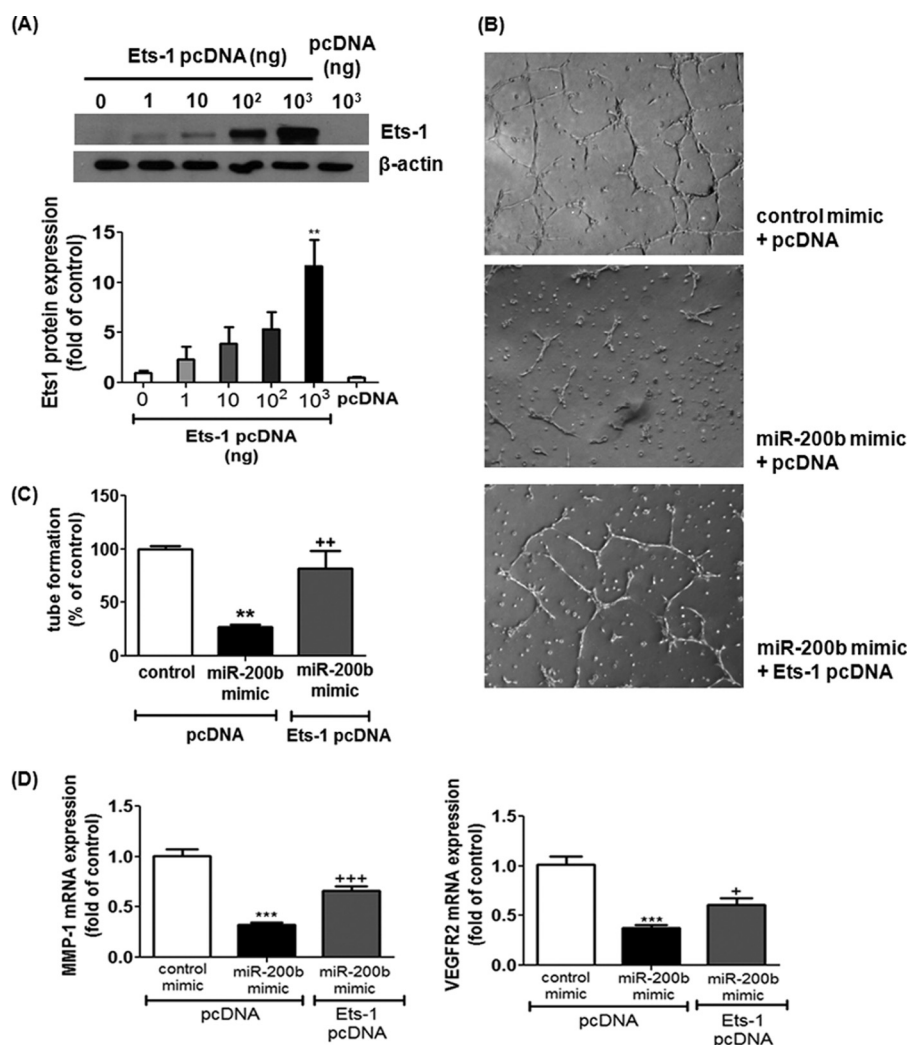 (A)
Ets-1 pcDNA (ng)
pcDNA
(ng)
0 1 10 10² 10³ 10³
Ets-1
β-actin
Ets1 protein expression
(fold of control)
15
10
5
0
**
0 1 10 10² 10³ pcDNA
Ets-1 pcDNA
(ng)
(B)
control mimic
+ pcDNA
miR-200b mimic
+ pcDNA
miR-200b mimic
+ Ets-1 pcDNA
(C)
tube formation
(% of control)
150
100
50
0
**
++
control
miR-200b
mimic
miR-200b
mimic
pcDNA
Ets-1 pcDNA
(D)
MMP-1 mRNA expression
(fold of control)
1.5
1.0
0.5
0.0
***
+++
control
mimic
miR-200b
mimic
miR-200b
mimic
pcDNA
Ets-1
pcDNA
VEGFR2 mRNA expression
(fold of control)
1.5
1.0
0.5
0.0
***
+
control
mimic
miR-200b
mimic
miR-200b
mimic
pcDNA
Ets-1
pcDNA